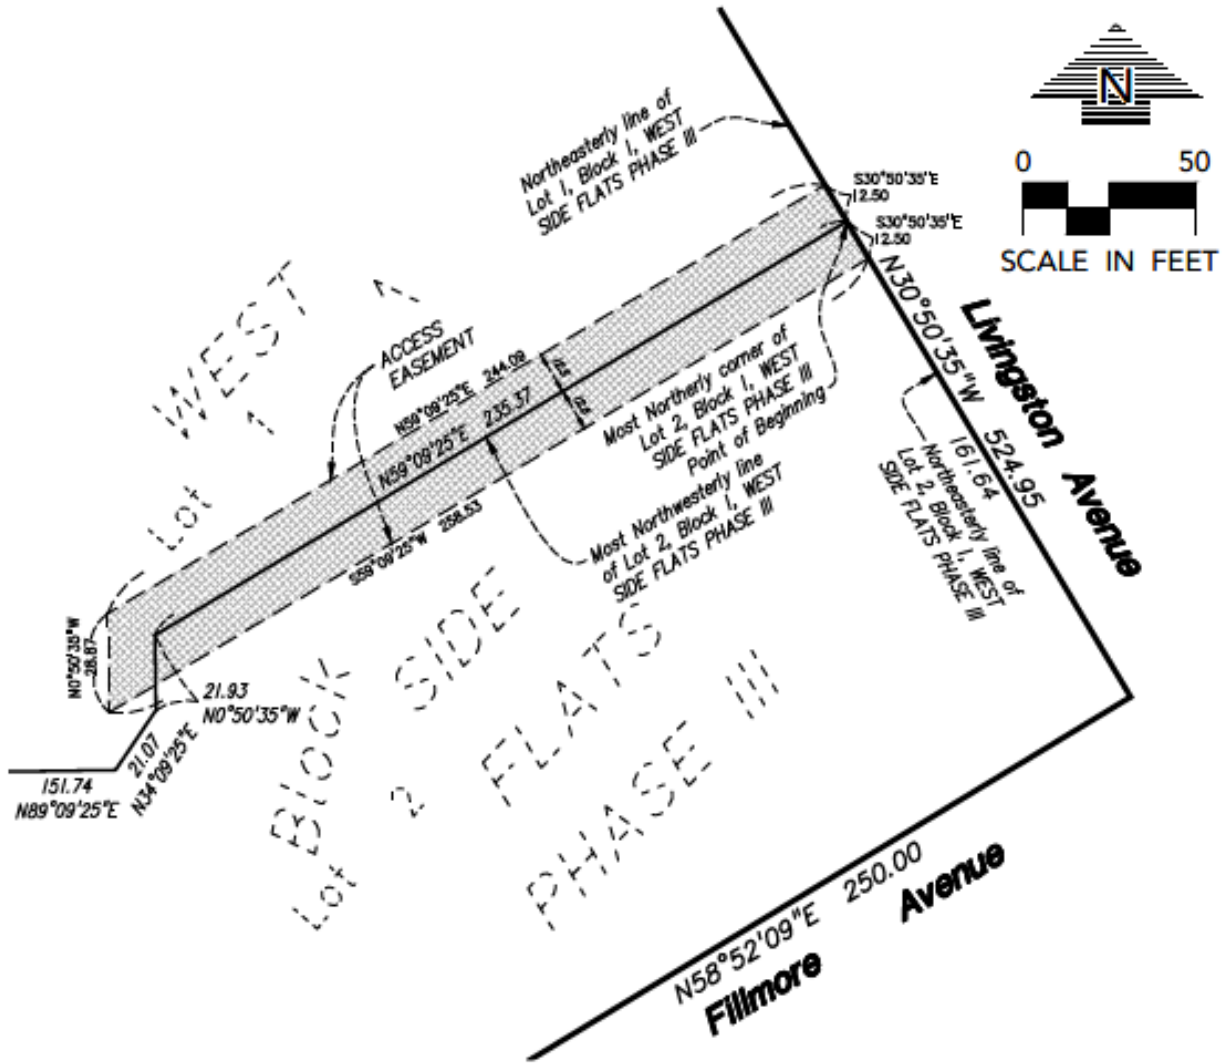 N
0 50
SCALE IN FEET
Northeasterly line of
Lot 1, Block 1, WEST
SIDE FLATS PHASE III
S30°50'35"E
12.50
S30°50'35"E
12.50
N30°50'35"W 524.95
161.64
Livingston Avenue
Northeasterly line of
Lot 2, Block 1, WEST
SIDE FLATS PHASE III
WEST
Lot 1
ACCESS
EASEMENT
N59°09'25"E 244.09
12.5
12.5
N59°09'25"E 235.37
S59°09'25"W 258.53
Most Northerly corner of
Lot 2, Block 1, WEST
SIDE FLATS PHASE III
Point of Beginning
Most Northwesterly line
of Lot 2, Block 1, WEST
SIDE FLATS PHASE III
N0°50'35"W
28.87
21.93
N0°50'35"W
21.07
N34°09'25"E
151.74
N89°09'25"E
BLOCK 1
SIDE
Lot 2
FLATS
PHASE III
N58°52'09"E 250.00
Fillmore Avenue